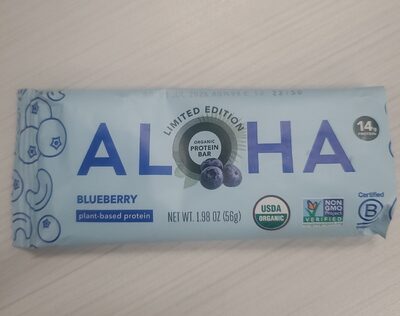 LIMITED EDITION
ALOHA
ORGANIC
PROTEIN
BAR
14g
PROTEIN
BLUEBERRY
plant-based protein
NET WT. 1.98 OZ (56g)
USDA
ORGANIC
NON
GMO
Project
VERIFIED
Certified
B